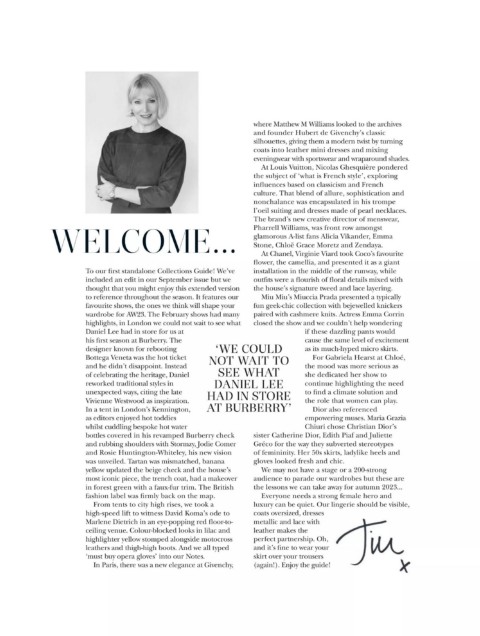 WELCOME...
To our first standalone Collections Guide! We've
included an edit in our September issue but we
thought that you might enjoy this extended version
to reference throughout the season. It features our
favourite shows, the ones we think will shape your
wardrobe for AW23. The February shows had many
highlights, in London we could not wait to see what
Daniel Lee had in store for us at
his first season at Burberry. The
designer known for rebooting
Bottega Veneta was the hot ticket
and he didn't disappoint. Instead
of celebrating the heritage, Daniel
reworked traditional styles in
unexpected ways, citing the late
Vivienne Westwood as inspiration.
In a tent in London's Kennington,
as editors enjoyed hot toddies
whilst cuddling bespoke hot water
bottles covered in his revamped Burberry check
and rubbing shoulders with Stormzy, Jodie Comer
and Rosie Huntington-Whiteley, his new vision
was unveiled. Tartan was mismatched, banana
yellow updated the beige check and the house's
most iconic piece, the trench coat, had a makeover
in forest green with a faux-fur trim. The British
fashion label was firmly back on the map.
From tents to city high rises, we took a
high-speed lift to witness David Koma's ode to
Marlene Dietrich in an eye-popping red floor-to-
ceiling venue. Colour-blocked looks in lilac and
highlighter yellow stomped alongside motocross
leathers and thigh-high boots. And we all typed
'must buy opera gloves' into our Notes.
In Paris, there was a new elegance at Givenchy,
'WE COULD
NOT WAIT TO
SEE WHAT
DANIEL LEE
HAD IN STORE
AT BURBERRY'
where Matthew M Williams looked to the archives
and founder Hubert de Givenchy's classic
silhouettes, giving them a modern twist by turning
coats into leather mini dresses and mixing
eveningwear with sportswear and wraparound shades.
At Louis Vuitton, Nicolas Ghesquière pondered
the subject of 'what is French style', exploring
influences based on classicism and French
culture. That blend of allure, sophistication and
nonchalance was encapsulated in his trompe
l'oeil suiting and dresses made of pearl necklaces.
The brand's new creative director of menswear,
Pharrell Williams, was front row amongst
glamorous A-list fans Alicia Vikander, Emma
Stone, Chloë Grace Moretz and Zendaya.
At Chanel, Virginie Viard took Coco's favourite
flower, the camellia, and presented it as a giant
installation in the middle of the runway, while
outfits were a flourish of floral details mixed with
the house's signature tweed and lace layering.
Miu Miu's Miuccia Prada presented a typically
fun geek-chic collection with bejewelled knickers
paired with cashmere knits. Actress Emma Corrin
closed the show and we couldn't help wondering
if these dazzling pants would
cause the same level of excitement
as its much-hyped micro skirts.
For Gabriela Hearst at Chloé,
the mood was more serious as
she dedicated her show to
continue highlighting the need
to find a climate solution and
the role that women can play.
Dior also referenced
empowering muses. Maria Grazia
Chiuri chose Christian Dior's
sister Catherine Dior, Edith Piaf and Juliette
Gréco for the way they subverted stereotypes
of femininity. Her 50s skirts, ladylike heels and
gloves looked fresh and chic.
We may not have a stage or a 200-strong
audience to parade our wardrobes but these are
the lessons we can take away for autumn 2023...
Everyone needs a strong female hero and
luxury can be quiet. Our lingerie should be visible,
coats oversized, dresses
metallic and lace with
leather makes the
perfect partnership. Oh,
and it's fine to wear your
skirt over your trousers
(again!). Enjoy the guide!
Jill
x